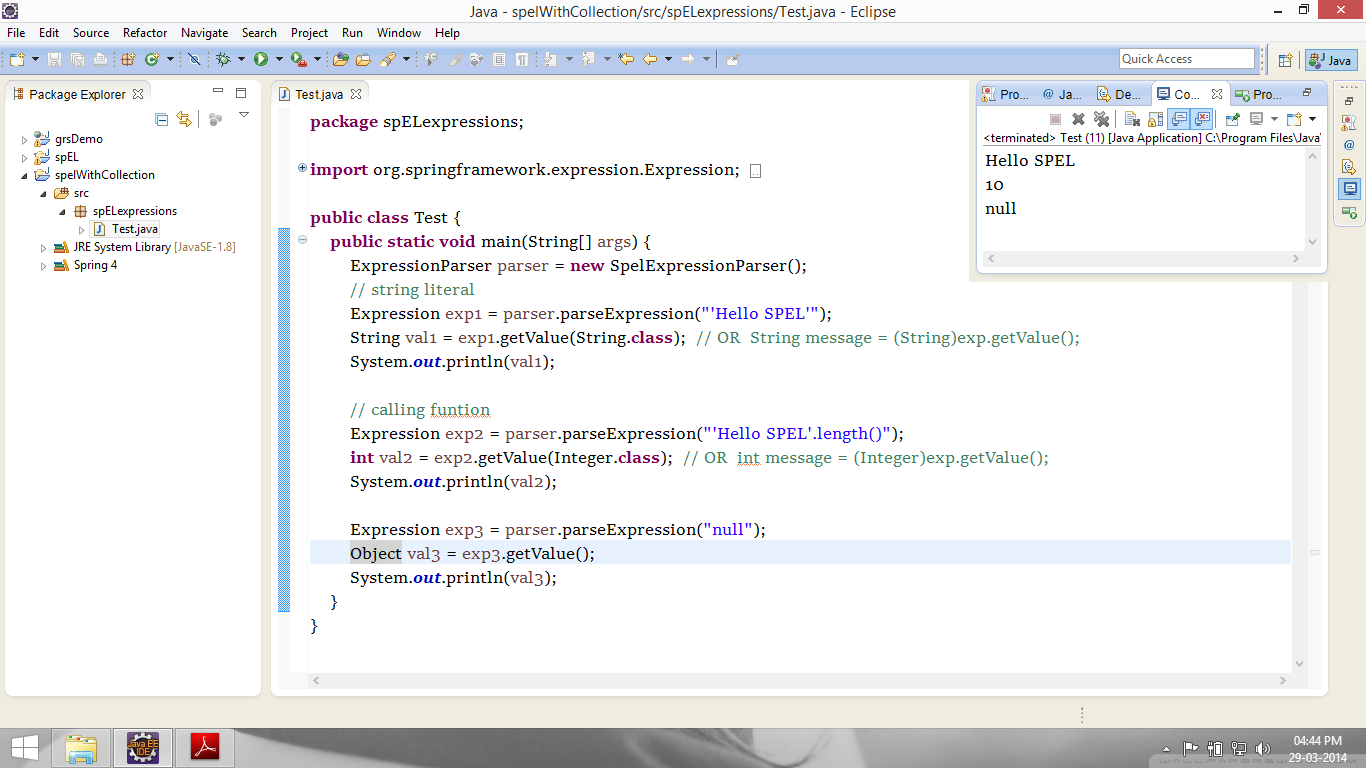 Java - spelWithCollection/src/spELexpressions/Test.java - Eclipse
File Edit Source Refactor Navigate Search Project Run Window Help
Quick Access
Java
Package Explorer
grsDemo
spEL
spelWithCollection
src
spELexpressions
Test.java
JRE System Library [JavaSE-1.8]
Spring 4
Test.java
package spELexpressions;
import org.springframework.expression.Expression;
public class Test {
public static void main(String[] args) {
ExpressionParser parser = new SpelExpressionParser();
// string literal
Expression exp1 = parser.parseExpression("'Hello SPEL'");
String val1 = exp1.getValue(String.class); // OR String message = (String)exp.getValue();
System.out.println(val1);
// calling funtion
Expression exp2 = parser.parseExpression("'Hello SPEL'.length()");
int val2 = exp2.getValue(Integer.class); // OR int message = (Integer)exp.getValue();
System.out.println(val2);
Expression exp3 = parser.parseExpression("null");
Object val3 = exp3.getValue();
System.out.println(val3);
}
}
Pro... Ja... De... Co... Pro...
<terminated> Test (11) [Java Application] C:\Program Files\Java\
Hello SPEL
10
null
Java EE
IDE
04:44 PM
29-03-2014